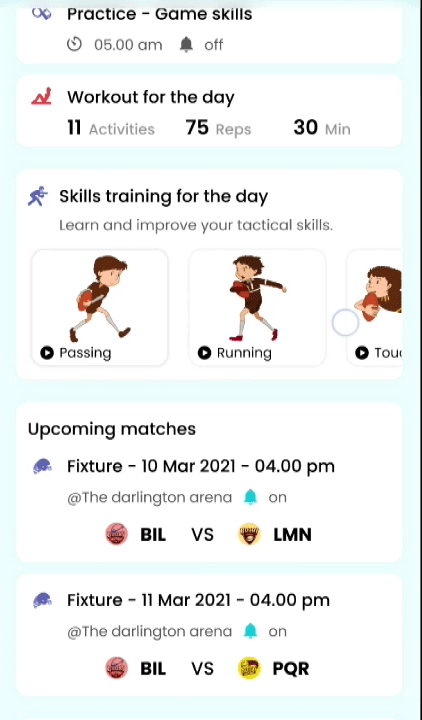 Practice - Game skills
05.00 am off
Workout for the day
11 Activities 75 Reps 30 Min
Skills training for the day
Learn and improve your tactical skills.
Passing Running Touc
Upcoming matches
Fixture - 10 Mar 2021 - 04.00 pm
@The darlington arena on
BIL VS LMN
Fixture - 11 Mar 2021 - 04.00 pm
@The darlington arena on
BIL VS PQR